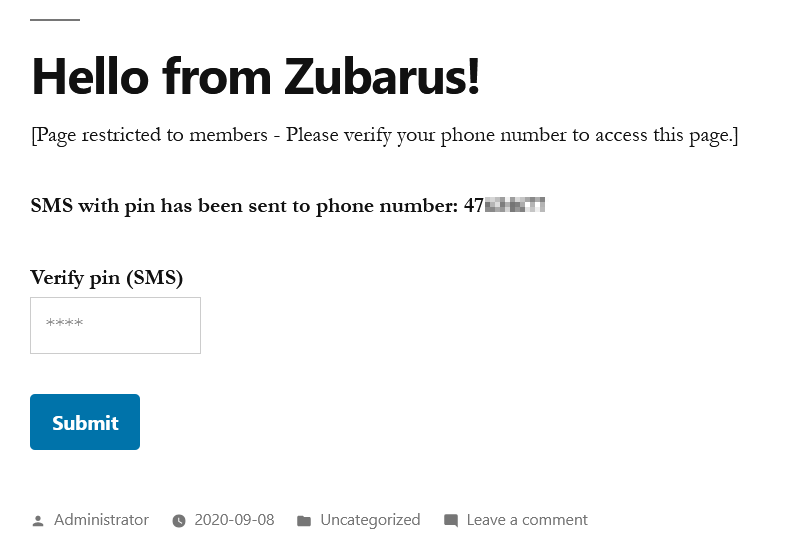 Hello from Zubarus!
[Page restricted to members - Please verify your phone number to access this page.]
SMS with pin has been sent to phone number: 47
Verify pin (SMS)
****
Submit
Administrator 2020-09-08 Uncategorized Leave a comment